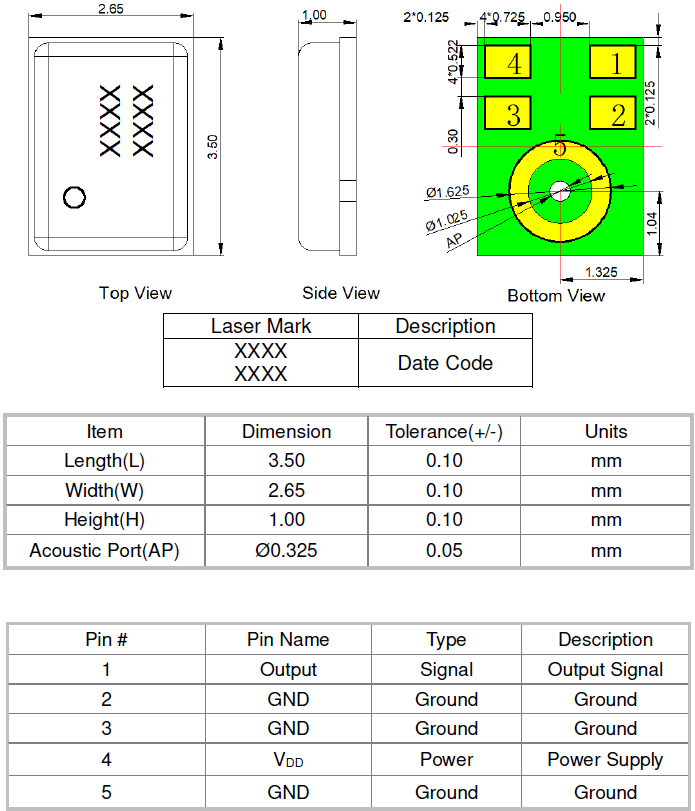 2.65
1.00
2*0.125
4*0.725
0.950
XXXX
XXXX
3.50
4*0.522
0.30
4
1
3
2
5
2*0.125
Ø1.625
Ø1.025
AP
1.04
1.325
Top View
Side View
Bottom View
Laser Mark Description
XXXX
XXXX
Date Code
Item Dimension Tolerance(+/-) Units
Length(L) 3.50 0.10 mm
Width(W) 2.65 0.10 mm
Height(H) 1.00 0.10 mm
Acoustic Port(AP) Ø0.325 0.05 mm
Pin # Pin Name Type Description
1 Output Signal Output Signal
2 GND Ground Ground
3 GND Ground Ground
4 VDD Power Power Supply
5 GND Ground Ground